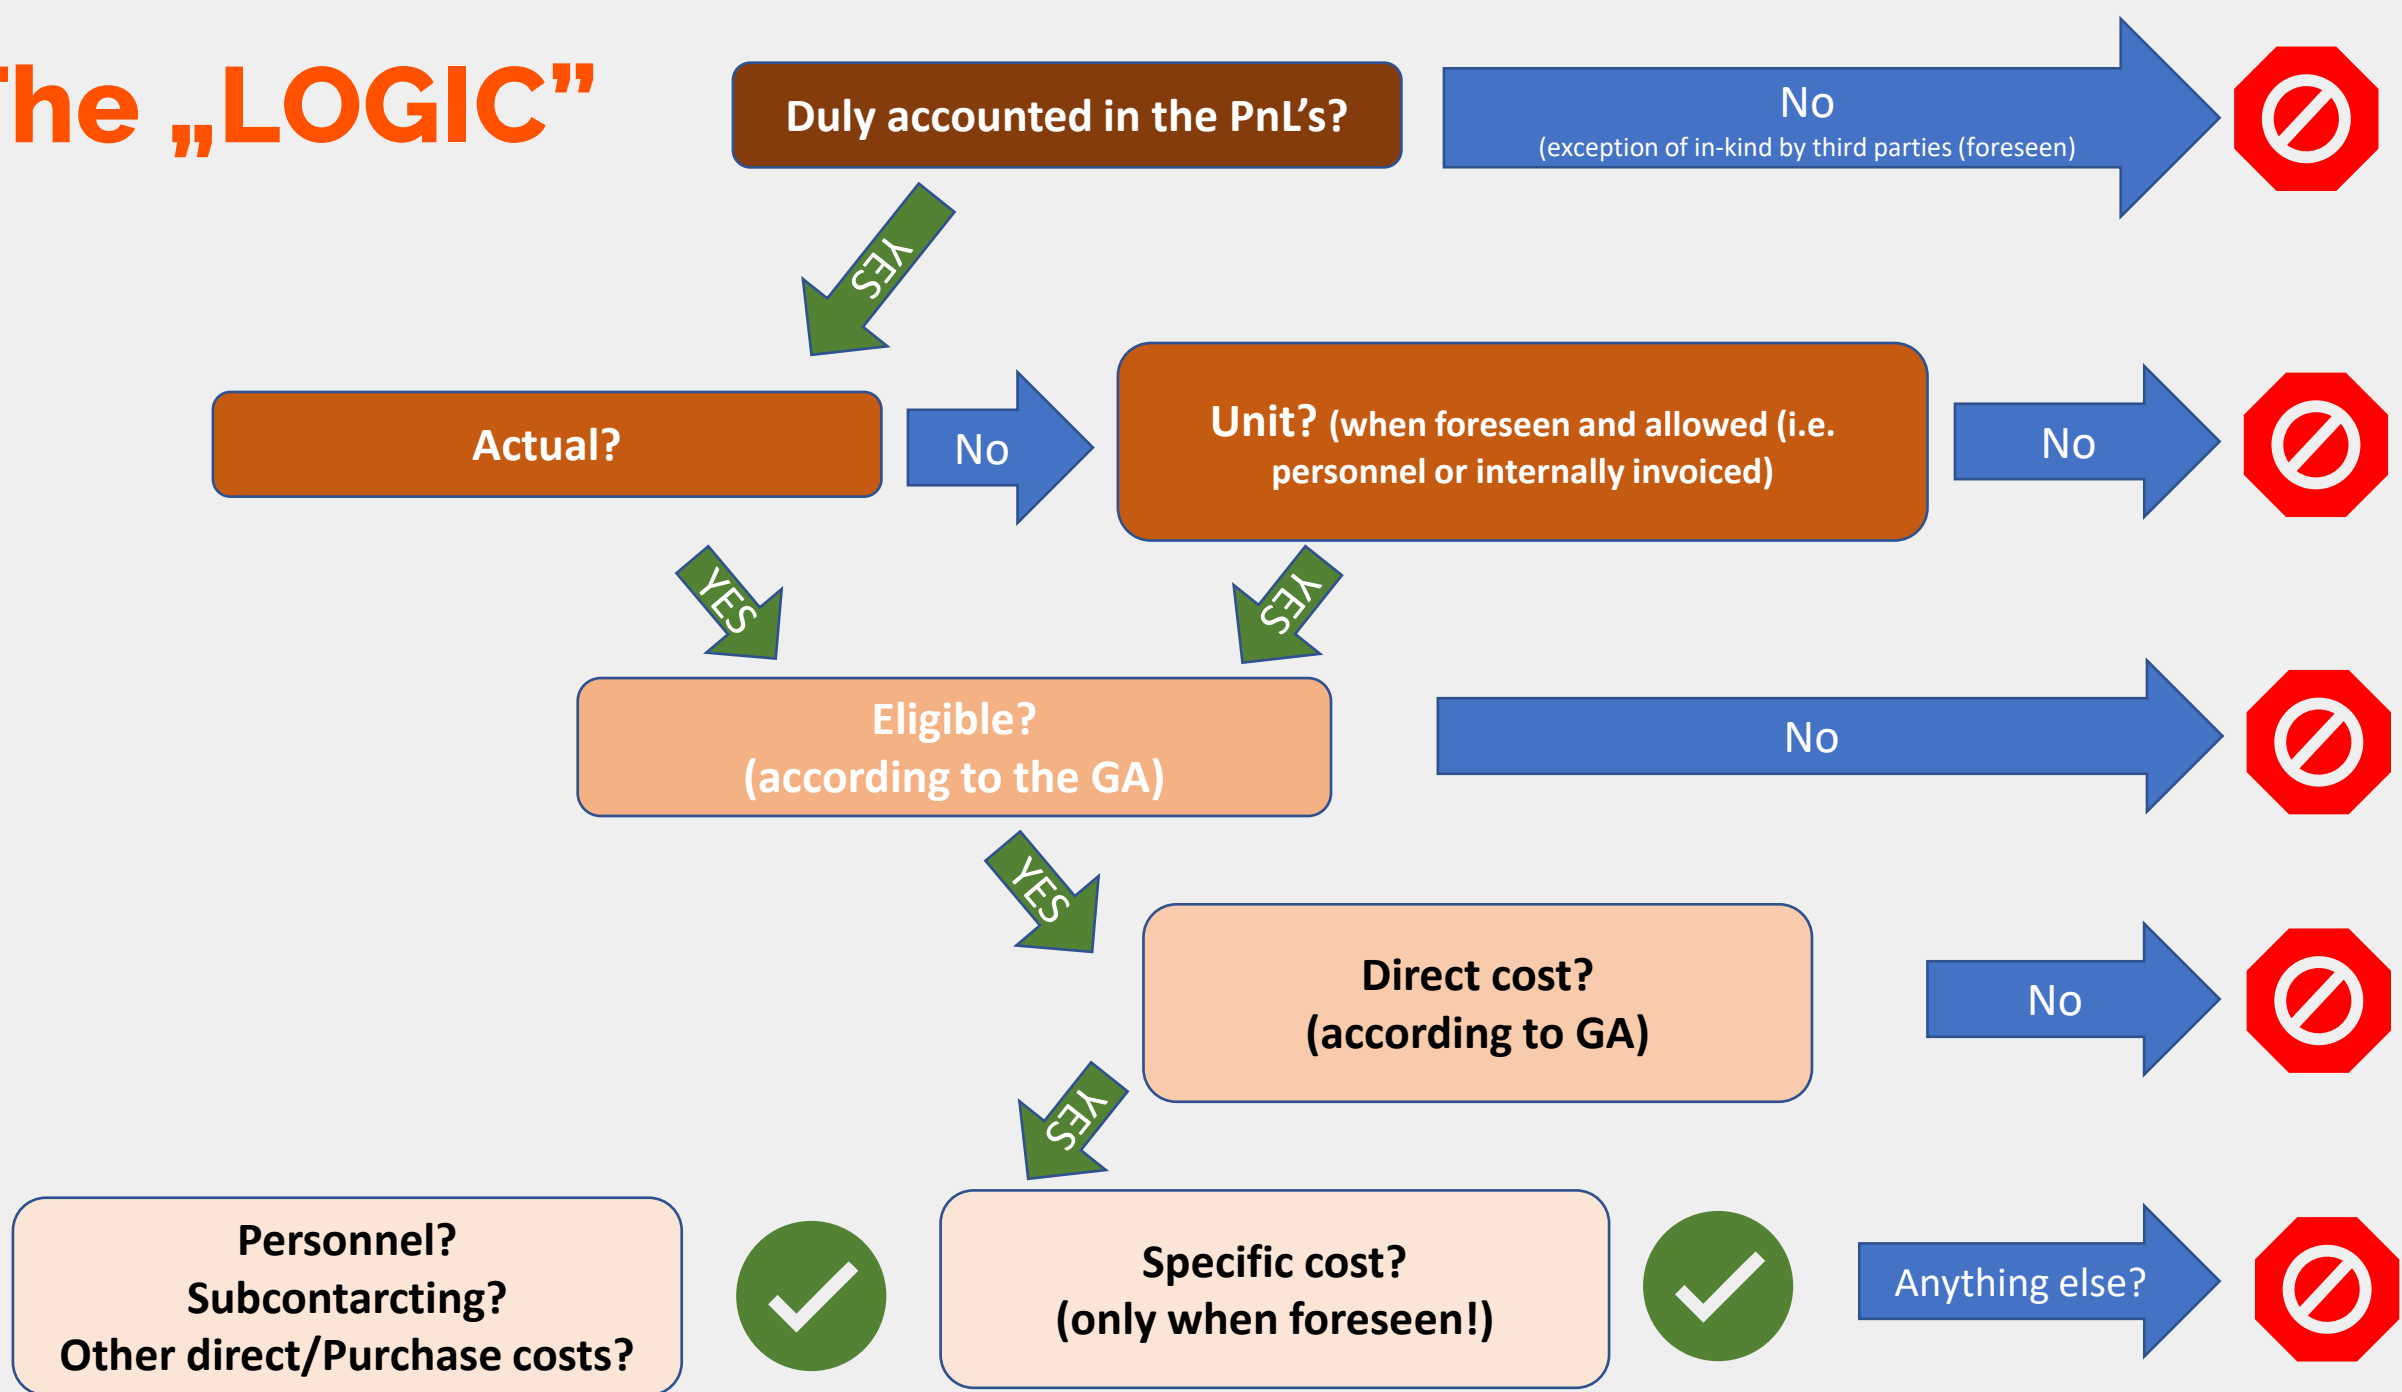 The „LOGIC”
Duly accounted in the PnL’s?
No
(exception of in-kind by third parties (foreseen)
YES
Actual?
No
Unit? (when foreseen and allowed (i.e.
personnel or internally invoiced)
No
YES
YES
Eligible?
(according to the GA)
No
YES
Direct cost?
(according to GA)
No
YES
Personnel?
Subcontarcting?
Other direct/Purchase costs?
Specific cost?
(only when foreseen!)
Anything else?